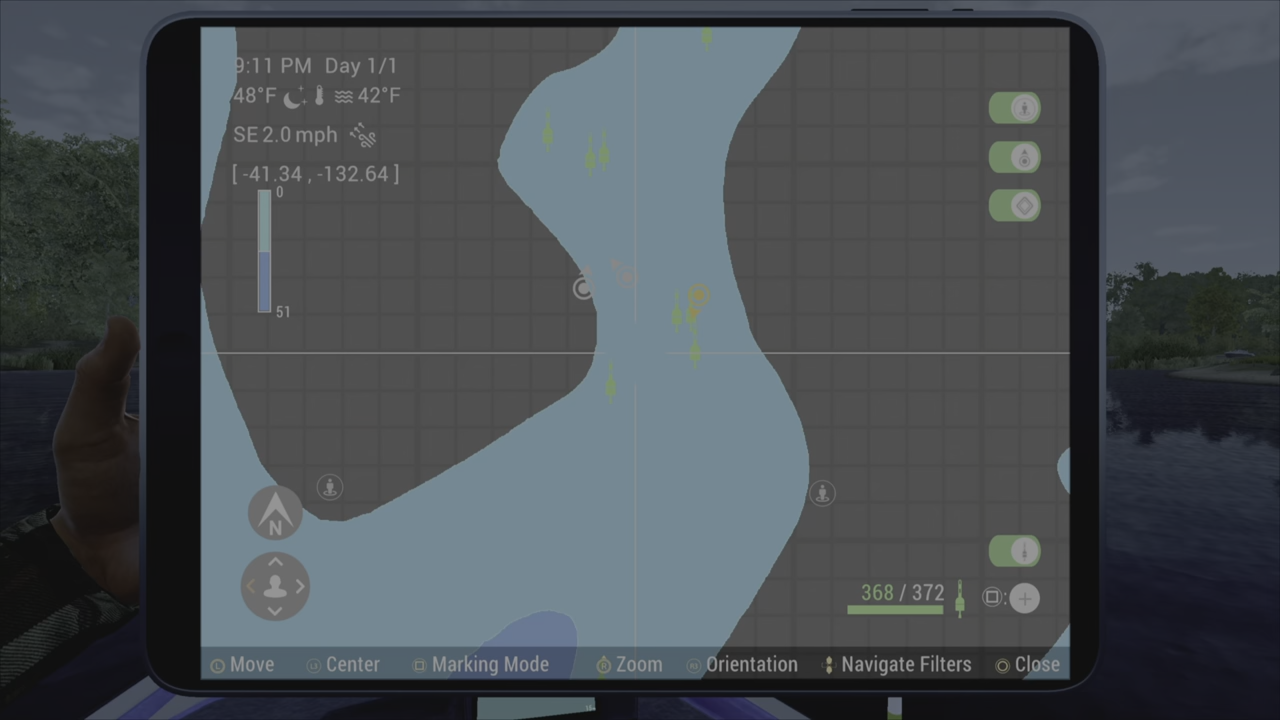 9:11 PM Day 1/1
48°F 42°F
SE 2.0 mph
[ -41.34 , -132.64 ]
0
51
N
368 / 372
Move Center Marking Mode Zoom Orientation Navigate Filters Close